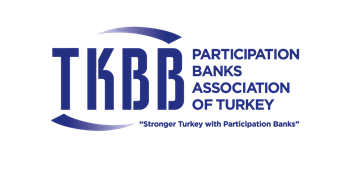 TKBB
PARTICIPATION
BANKS
ASSOCIATION
OF TURKEY
"Stronger Turkey with Participation Banks"